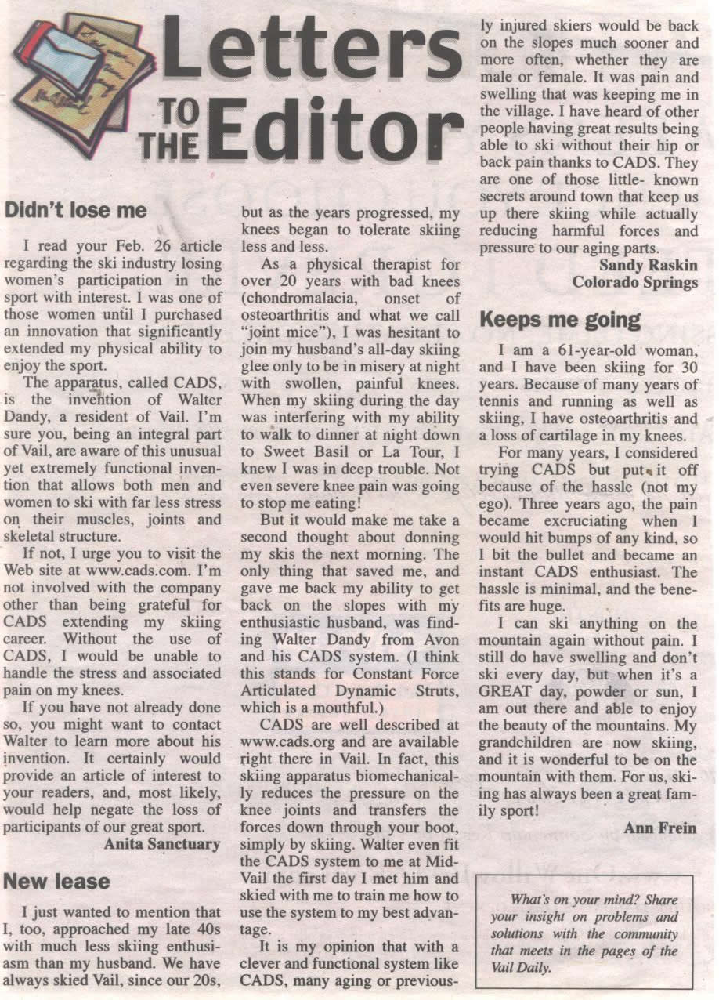 Letters
TO
THE Editor
Didn't lose me
I read your Feb. 26 article
regarding the ski industry losing
women's participation in the
sport with interest. I was one of
those women until I purchased
an innovation that significantly
extended my physical ability to
enjoy the sport.
The apparatus, called CADS,
is the invention of Walter
Dandy, a resident of Vail. I'm
sure you, being an integral part
of Vail, are aware of this unusual
yet extremely functional inven-
tion that allows both men and
women to ski with far less stress
on their muscles, joints and
skeletal structure.
If not, I urge you to visit the
Web site at www.cads.com. I'm
not involved with the company
other than being grateful for
CADS extending my skiing
career. Without the use of
CADS, I would be unable to
handle the stress and associated
pain on my knees.
If you have not already done
so, you might want to contact
Walter to learn more about his
invention. It certainly would
provide an article of interest to
your readers, and, most likely,
would help negate the loss of
participants of our great sport.
Anita Sanctuary
New lease
I just wanted to mention that
I, too, approached my late 40s
with much less skiing enthusi-
asm than my husband. We have
always skied Vail, since our 20s,
but as the years progressed, my
knees began to tolerate skiing
less and less.
As a physical therapist for
over 20 years with bad knees
(chondromalacia, onset of
osteoarthritis and what we call
"joint mice"), I was hesitant to
join my husband's all-day skiing
glee only to be in misery at night
with swollen, painful knees.
When my skiing during the day
was interfering with my ability
to walk to dinner at night down
to Sweet Basil or La Tour, I
knew I was in deep trouble. Not
even severe knee pain was going
to stop me eating!
But it would make me take a
second thought about donning
my skis the next morning. The
only thing that saved me, and
gave me back my ability to get
back on the slopes with my
enthusiastic husband, was find-
ing Walter Dandy from Avon
and his CADS system. (I think
this stands for Constant Force
Articulated Dynamic Struts,
which is a mouthful.)
CADS are well described at
www.cads.org and are available
right there in Vail. In fact, this
skiing apparatus biomechanical-
ly reduces the pressure on the
knee joints and transfers the
forces down through your boot,
simply by skiing. Walter even fit
the CADS system to me at Mid-
Vail the first day I met him and
skied with me to train me how to
use the system to my best advan-
tage.
It is my opinion that with a
clever and functional system like
CADS, many aging or previous-
ly injured skiers would be back
on the slopes much sooner and
more often, whether they are
male or female. It was pain and
swelling that was keeping me in
the village. I have heard of other
people having great results being
able to ski without their hip or
back pain thanks to CADS. They
are one of those little- known
secrets around town that keep us
up there skiing while actually
reducing harmful forces and
pressure to our aging parts.
Sandy Raskin
Colorado Springs
Keeps me going
I am a 61-year-old woman,
and I have been skiing for 30
years. Because of many years of
tennis and running as well as
skiing, I have osteoarthritis and
a loss of cartilage in my knees.
For many years, I considered
trying CADS but put it off
because of the hassle (not my
ego). Three years ago, the pain
became excruciating when I
would hit bumps of any kind, so
I bit the bullet and became an
instant CADS enthusiast. The
hassle is minimal, and the bene-
fits are huge.
I can ski anything on the
mountain again without pain. I
still do have swelling and don't
ski every day, but when it's a
GREAT day, powder or sun, I
am out there and able to enjoy
the beauty of the mountains. My
grandchildren are now skiing,
and it is wonderful to be on the
mountain with them. For us, ski-
ing has always been a great fam-
ily sport!
Ann Frein
What's on your mind? Share
your insight on problems and
solutions with the community
that meets in the pages of the
Vail Daily.